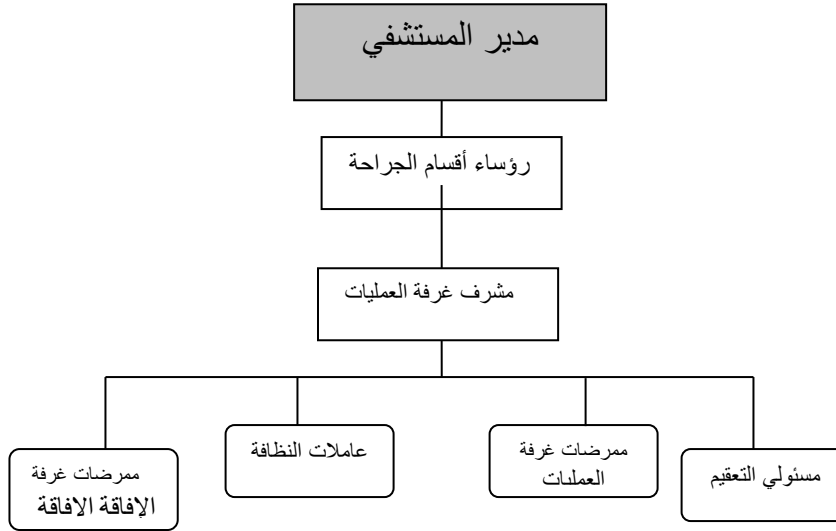 مدير المستشفي
رؤساء أقسام الجراحة
مشرف غرفة العمليات
مسئولي التعقيم
ممرضات غرفة
العمليات
عاملات النظافة
ممرضات غرفة
الإفاقة الافاقة